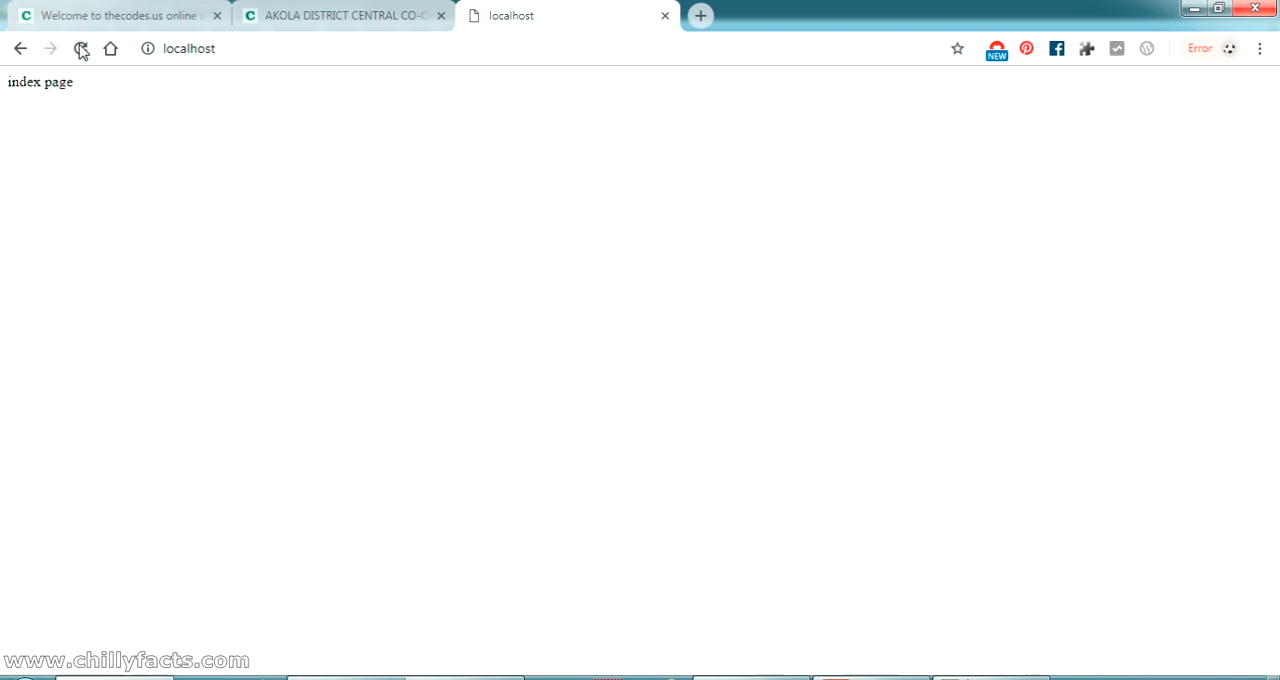 Welcome to thecodes.us online
AKOLA DISTRICT CENTRAL CO-O
localhost
localhost
NEW
Error
index page
www.chillyfacts.com